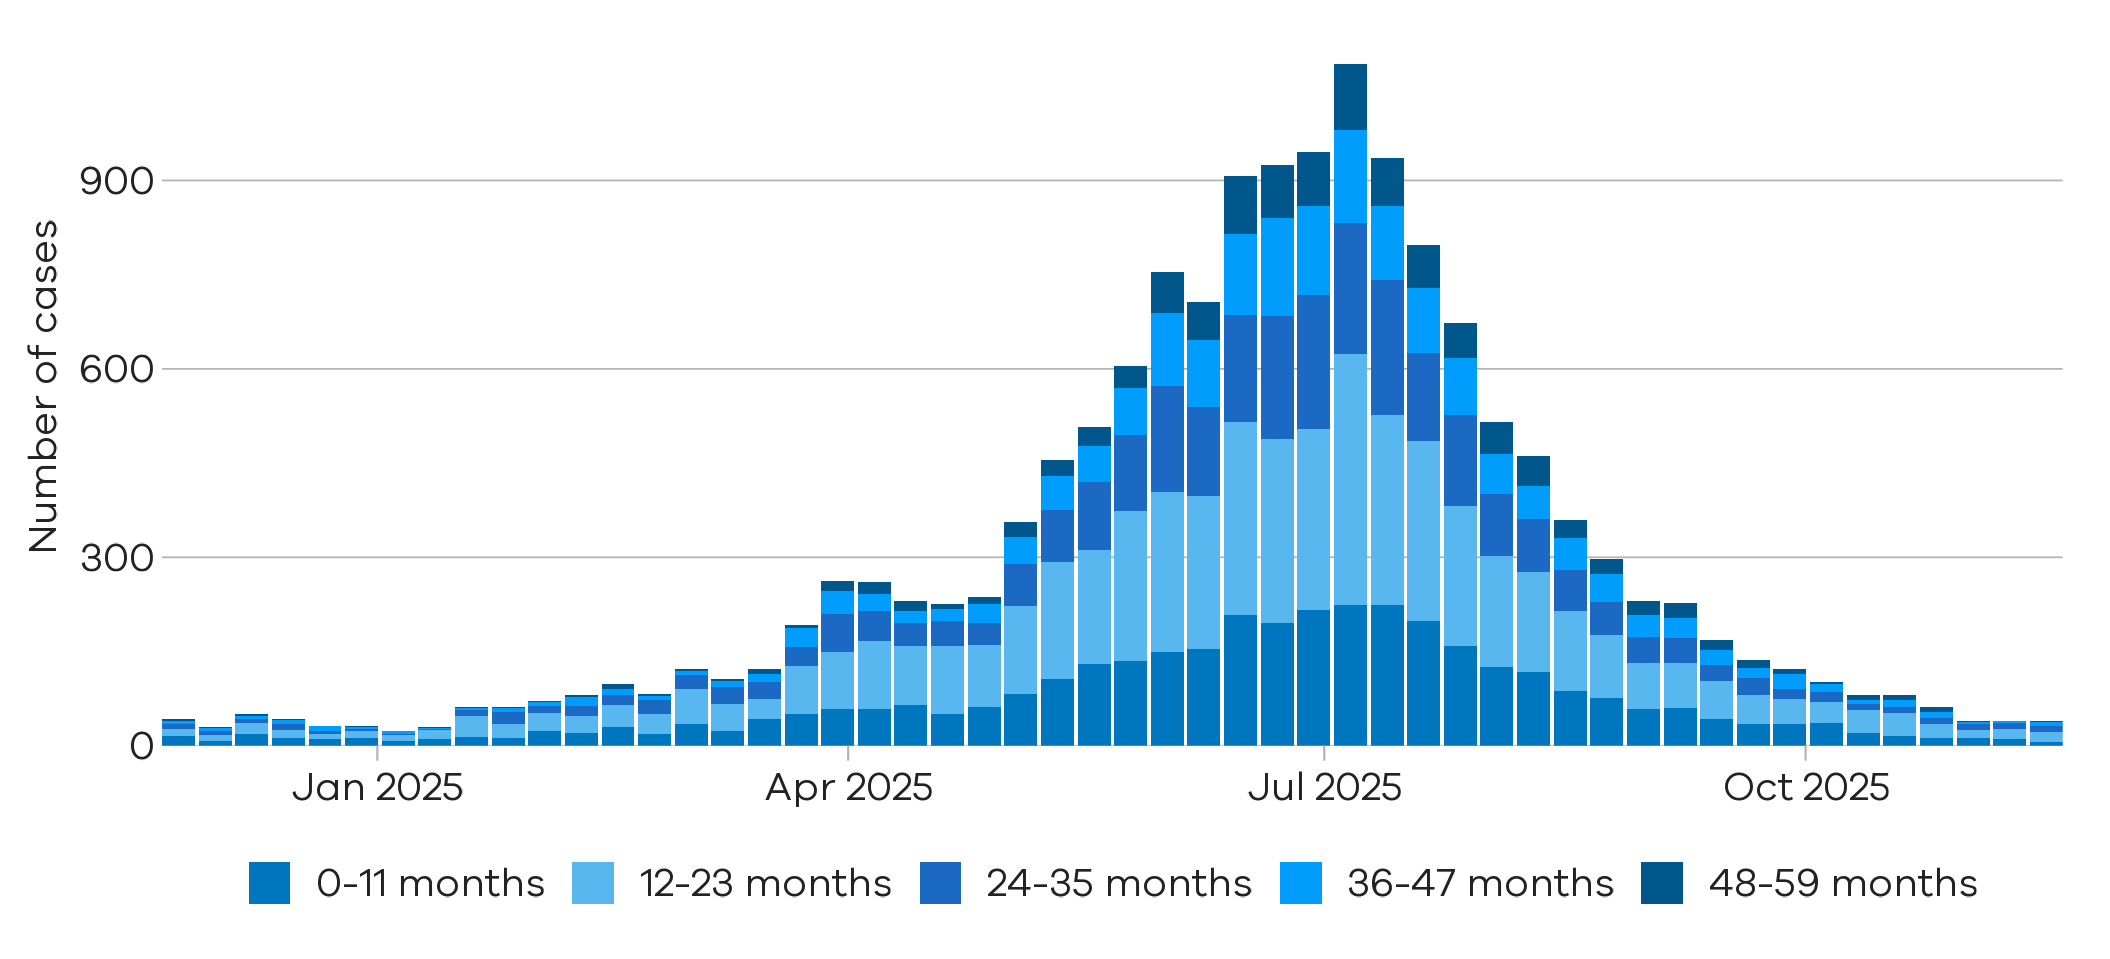 Number of cases
900
600
300
0
Jan 2025 Apr 2025 Jul 2025 Oct 2025
0-11 months 12-23 months 24-35 months 36-47 months 48-59 months